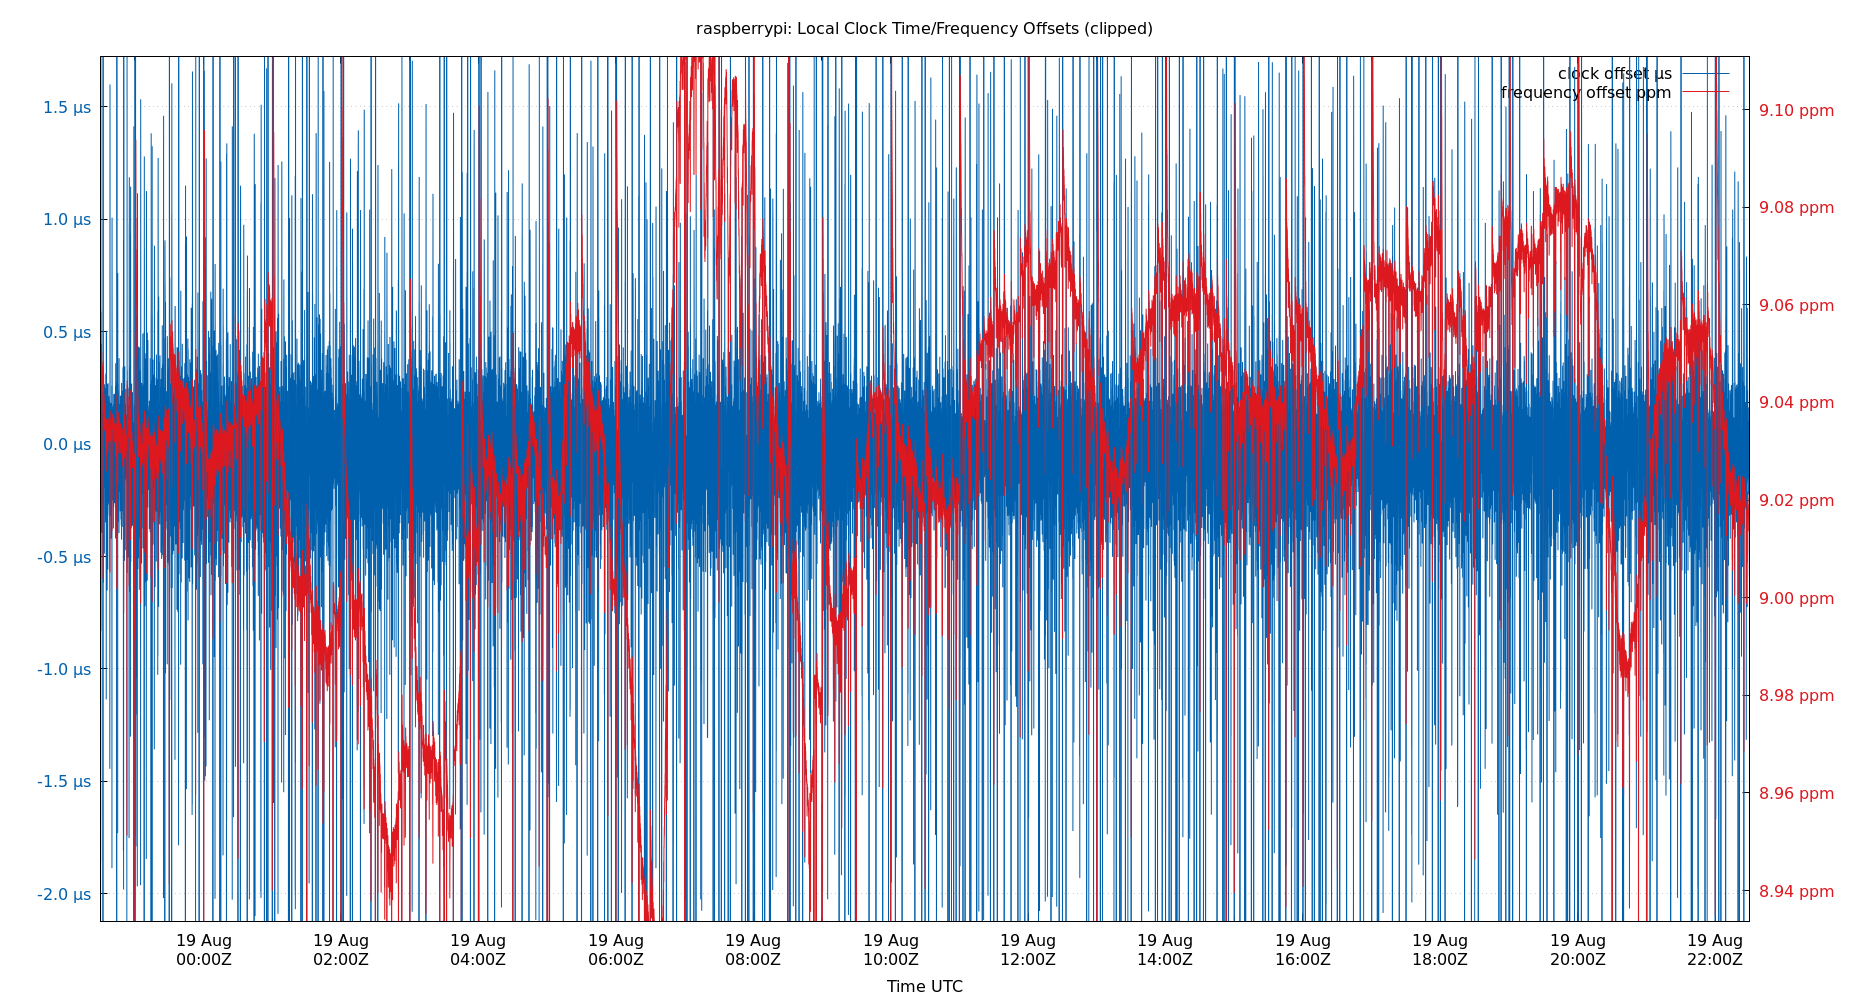 raspberrypi: Local Clock Time/Frequency Offsets (clipped)
clock offset µs
frequency offset ppm
1.5 µs
1.0 µs
0.5 µs
0.0 µs
-0.5 µs
-1.0 µs
-1.5 µs
-2.0 µs
9.10 ppm
9.08 ppm
9.06 ppm
9.04 ppm
9.02 ppm
9.00 ppm
8.98 ppm
8.96 ppm
8.94 ppm
19 Aug 19 Aug 19 Aug 19 Aug 19 Aug 19 Aug 19 Aug 19 Aug 19 Aug 19 Aug 19 Aug 19 Aug
00:00Z 02:00Z 04:00Z 06:00Z 08:00Z 10:00Z 12:00Z 14:00Z 16:00Z 18:00Z 20:00Z 22:00Z
Time UTC